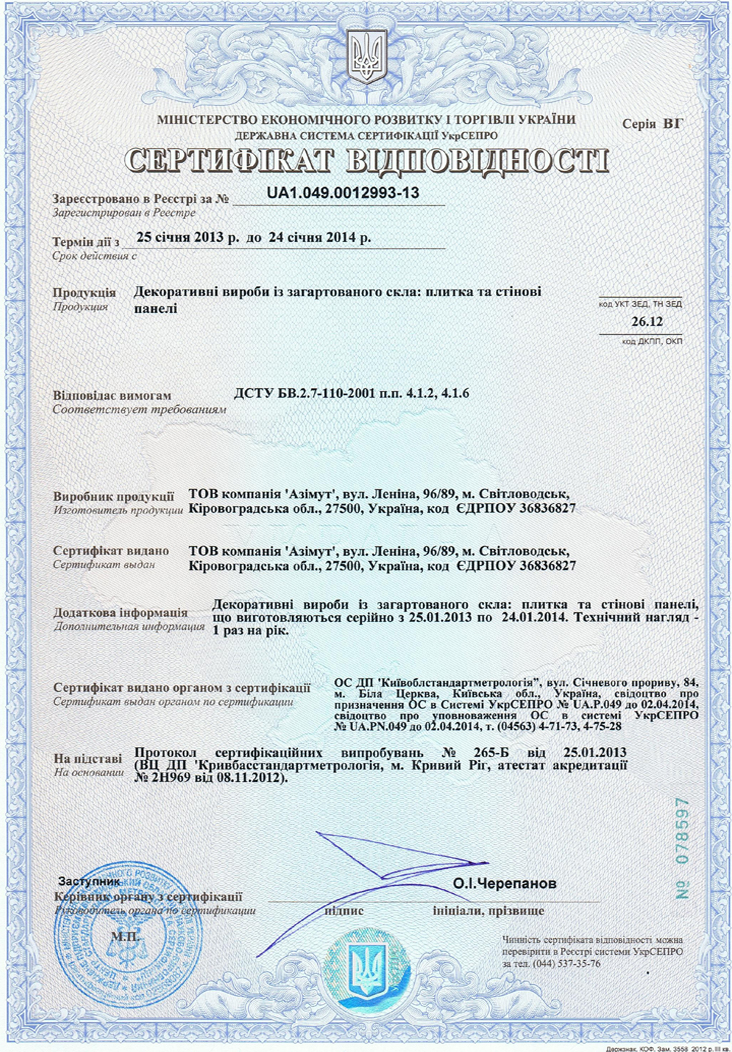 МІНІСТЕРСТВО ЕКОНОМІЧНОГО РОЗВИТКУ І ТОРГІВЛІ УКРАЇНИ
Серія ВГ
ДЕРЖАВНА СИСТЕМА СЕРТИФІКАЦІЇ УкрСЕПРО
СЕРТИФІКАТ ВІДПОВІДНОСТІ
Зареєстровано в Реєстрі за № UA1.049.0012993-13
Зарегистрирован в Реестре
Термін дії з 25 січня 2013 р. до 24 січня 2014 р.
Срок действия с
Продукція Декоративні вироби із загартованого скла: плитка та стінові
Продукция панелі
код УКТ ЗЕД, ТН ЗЕД
26.12
код ДКПП, ОКП
Відповідає вимогам ДСТУ БВ.2.7-110-2001 п.п. 4.1.2, 4.1.6
Соответствует требованиям
Виробник продукції ТОВ компанія 'Азімут', вул. Леніна, 96/89, м. Світловодськ,
Изготовитель продукции Кіровоградська обл., 27500, Україна, код ЄДРПОУ 36836827
Сертифікат видано ТОВ компанія 'Азімут', вул. Леніна, 96/89, м. Світловодськ,
Сертификат выдан Кіровоградська обл., 27500, Україна, код ЄДРПОУ 36836827
Додаткова інформація Декоративні вироби із загартованого скла: плитка та стінові панелі,
Дополнительная информация що виготовляються серійно з 25.01.2013 по 24.01.2014. Технічний нагляд -
1 раз на рік.
Сертифікат видано органом з сертифікації ОС ДП 'Київоблстандартметрологія", вул. Січневого прориву, 84,
Сертификат выдан органом по сертификации м. Біла Церква, Київська обл., Україна, свідоцтво про
призначення ОС в Системі УкрСЕПРО № UA.P.049 до 02.04.2014,
свідоцтво про уповноваження ОС в системі УкрСЕПРО
№ UA.PN.049 до 02.04.2014, т. (04563) 4-71-73, 4-75-28
На підставі Протокол сертифікаційних випробувань № 265-Б від 25.01.2013
На основании (ВЦ ДП 'Кривбасстандартметрологія, м. Кривий Ріг, атестат акредитації
№ 2Н969 від 08.11.2012).
№ 078597
Заступник
Керівник органу з сертифікації О.І.Черепанов
Руководитель органа по сертификации підпис ініціали, прізвище
М.П.
Чинність сертифіката відповідності можна
перевірити в Реєстрі системи УкрСЕПРО
за тел. (044) 537-35-76
Держзнак, КОФ. Зам. 3558 2012 р. III кв.